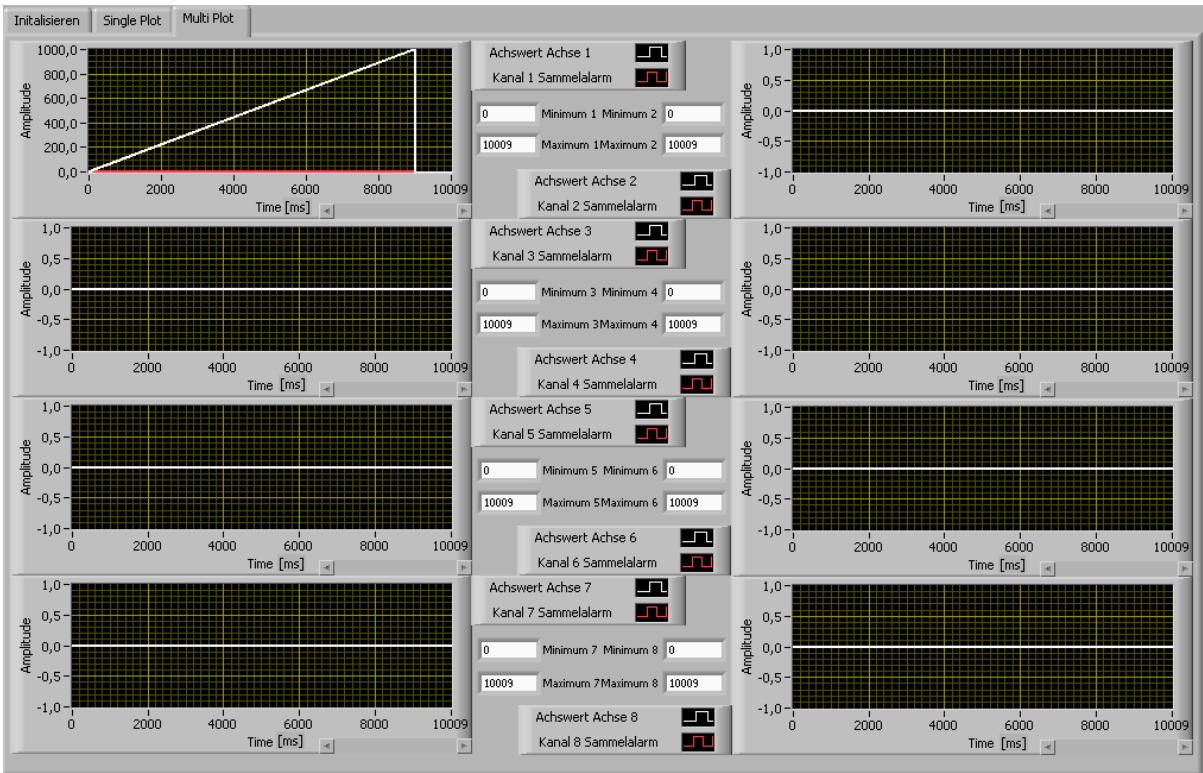 Initalisieren
Single Plot
Multi Plot
Amplitude
1000,0
800,0
600,0
400,0
200,0
0,0
0
2000
4000
6000
8000
10009
Time [ms]
Achswert Achse 1
Kanal 1 Sammelalarm
0 Minimum 1 Minimum 2 0
10009 Maximum 1Maximum 2 10009
Achswert Achse 2
Kanal 2 Sammelalarm
Amplitude
1,0
0,5
0,0
-0,5
-1,0
0
2000
4000
6000
8000
10009
Time [ms]
Amplitude
1,0
0,5
0,0
-0,5
-1,0
0
2000
4000
6000
8000
10009
Time [ms]
Achswert Achse 3
Kanal 3 Sammelalarm
0 Minimum 3 Minimum 4 0
10009 Maximum 3Maximum 4 10009
Achswert Achse 4
Kanal 4 Sammelalarm
Amplitude
1,0
0,5
0,0
-0,5
-1,0
0
2000
4000
6000
8000
10009
Time [ms]
Amplitude
1,0
0,5
0,0
-0,5
-1,0
0
2000
4000
6000
8000
10009
Time [ms]
Achswert Achse 5
Kanal 5 Sammelalarm
0 Minimum 5 Minimum 6 0
10009 Maximum 5Maximum 6 10009
Achswert Achse 6
Kanal 6 Sammelalarm
Amplitude
1,0
0,5
0,0
-0,5
-1,0
0
2000
4000
6000
8000
10009
Time [ms]
Amplitude
1,0
0,5
0,0
-0,5
-1,0
0
2000
4000
6000
8000
10009
Time [ms]
Achswert Achse 7
Kanal 7 Sammelalarm
0 Minimum 7 Minimum 8 0
10009 Maximum 7Maximum 8 10009
Achswert Achse 8
Kanal 8 Sammelalarm
Amplitude
1,0
0,5
0,0
-0,5
-1,0
0
2000
4000
6000
8000
10009
Time [ms]